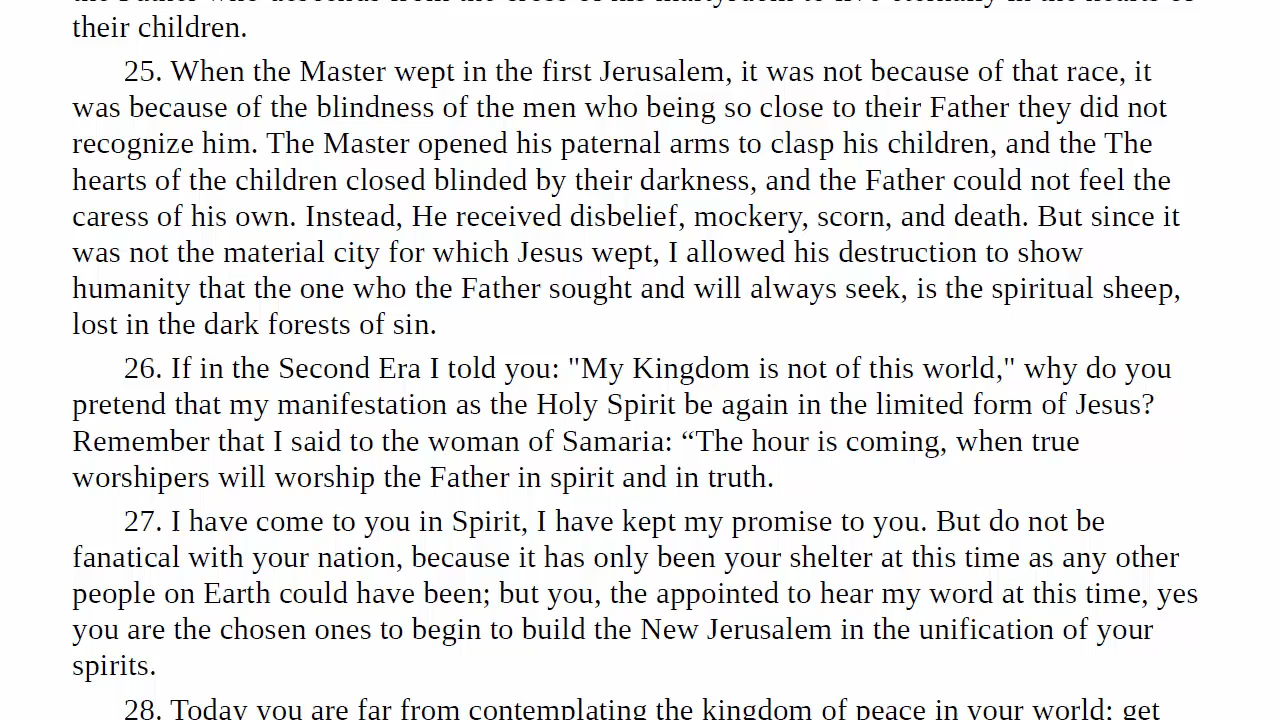 their children.
25. When the Master wept in the first Jerusalem, it was not because of that race, it
was because of the blindness of the men who being so close to their Father they did not
recognize him. The Master opened his paternal arms to clasp his children, and the The
hearts of the children closed blinded by their darkness, and the Father could not feel the
caress of his own. Instead, He received disbelief, mockery, scorn, and death. But since it
was not the material city for which Jesus wept, I allowed his destruction to show
humanity that the one who the Father sought and will always seek, is the spiritual sheep,
lost in the dark forests of sin.
26. If in the Second Era I told you: "My Kingdom is not of this world," why do you
pretend that my manifestation as the Holy Spirit be again in the limited form of Jesus?
Remember that I said to the woman of Samaria: “The hour is coming, when true
worshipers will worship the Father in spirit and in truth.
27. I have come to you in Spirit, I have kept my promise to you. But do not be
fanatical with your nation, because it has only been your shelter at this time as any other
people on Earth could have been; but you, the appointed to hear my word at this time, yes
you are the chosen ones to begin to build the New Jerusalem in the unification of your
spirits.
28. Today you are far from contemplating the kingdom of peace in your world; get